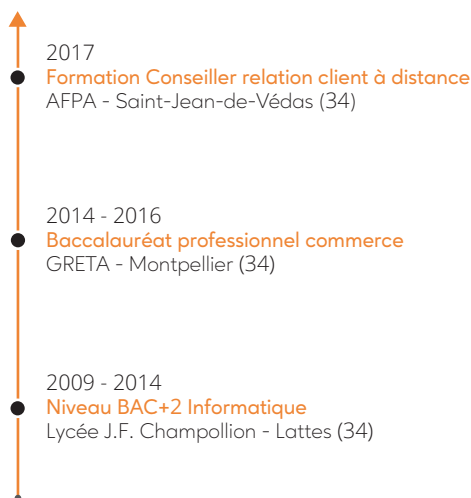 2017
Formation Conseiller relation client à distance
AFPA - Saint-Jean-de-Védas (34)
2014 - 2016
Baccalauréat professionnel commerce
GRETA - Montpellier (34)
2009 - 2014
Niveau BAC+2 Informatique
Lycée J.F. Champollion - Lattes (34)